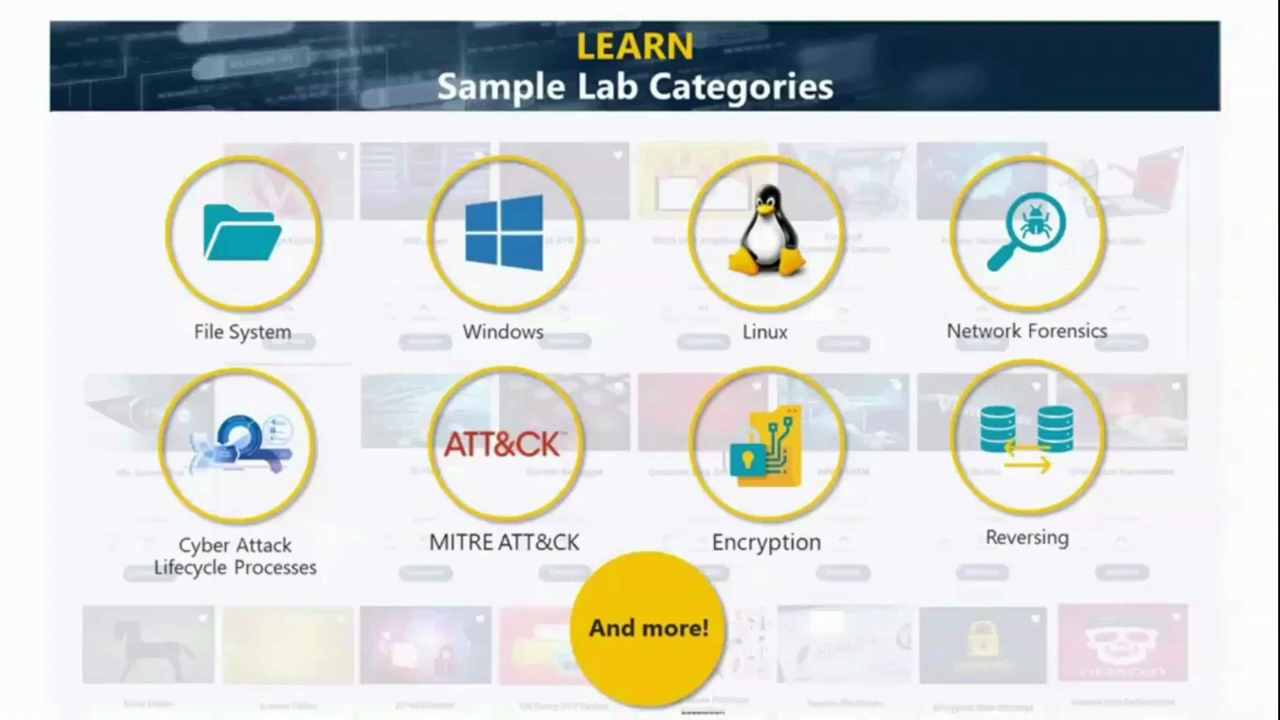 LEARN
Sample Lab Categories
File System
Windows
Linux
Network Forensics
ATT&CK™
Cyber Attack
Lifecycle Processes
MITRE ATT&CK
Encryption
Reversing
And more!